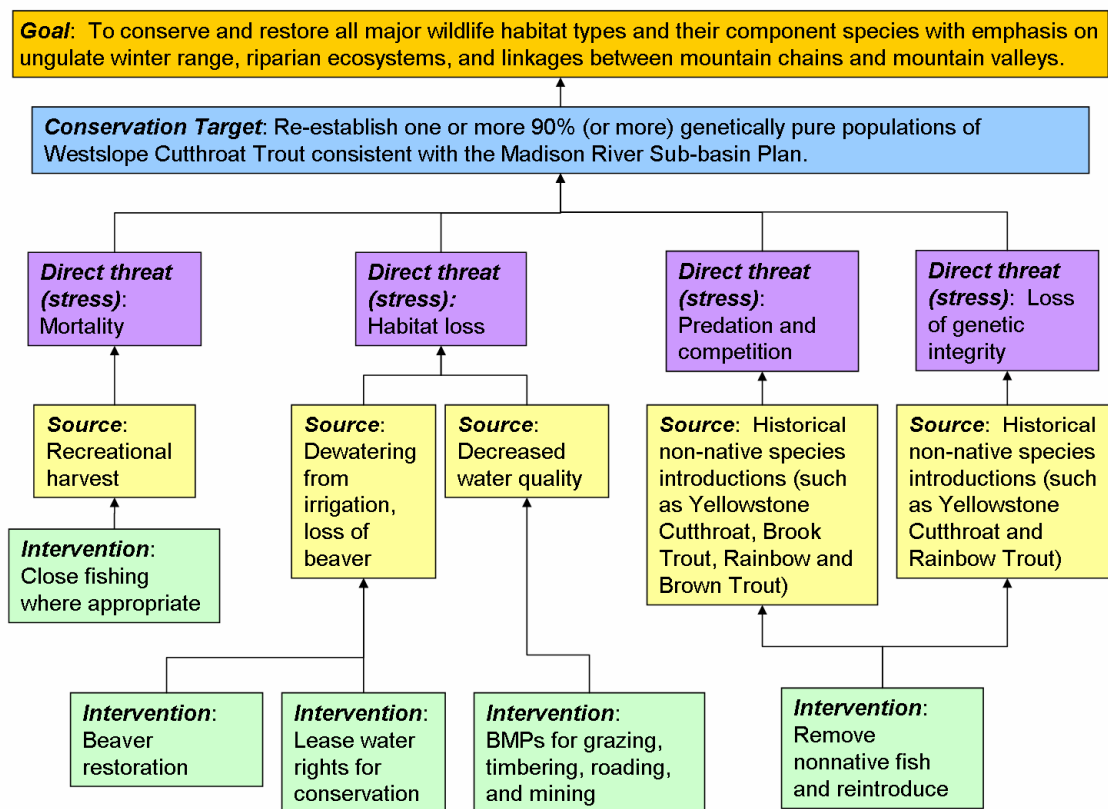 Goal: To conserve and restore all major wildlife habitat types and their component species with emphasis on
ungulate winter range, riparian ecosystems, and linkages between mountain chains and mountain valleys.
Conservation Target: Re-establish one or more 90% (or more) genetically pure populations of
Westslope Cutthroat Trout consistent with the Madison River Sub-basin Plan.
Direct threat
(stress):
Mortality
Direct threat
(stress):
Habitat loss
Direct threat
(stress):
Predation and
competition
Direct threat
(stress): Loss
of genetic
integrity
Source:
Recreational
harvest
Source:
Dewatering
from
irrigation,
loss of
beaver
Source:
Decreased
water quality
Source: Historical
non-native species
introductions (such
as Yellowstone
Cutthroat, Brook
Trout, Rainbow and
Brown Trout)
Source: Historical
non-native species
introductions (such
as Yellowstone
Cutthroat and
Rainbow Trout)
Intervention:
Close fishing
where appropriate
Intervention:
Beaver
restoration
Intervention:
Lease water
rights for
conservation
Intervention:
BMPs for grazing,
timbering, roading,
and mining
Intervention:
Remove
nonnative fish
and reintroduce